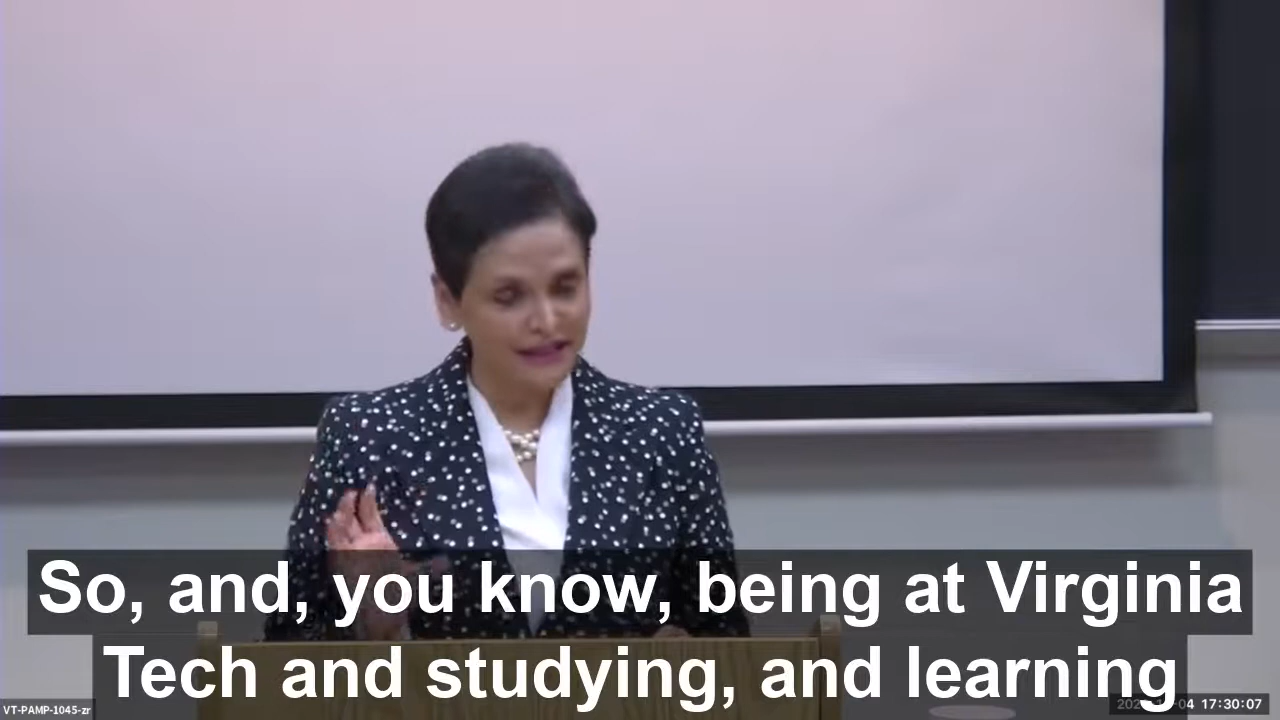 So, and, you know, being at Virginia
Tech and studying, and learning
VT-PAMP-1045-zr
17:30:07